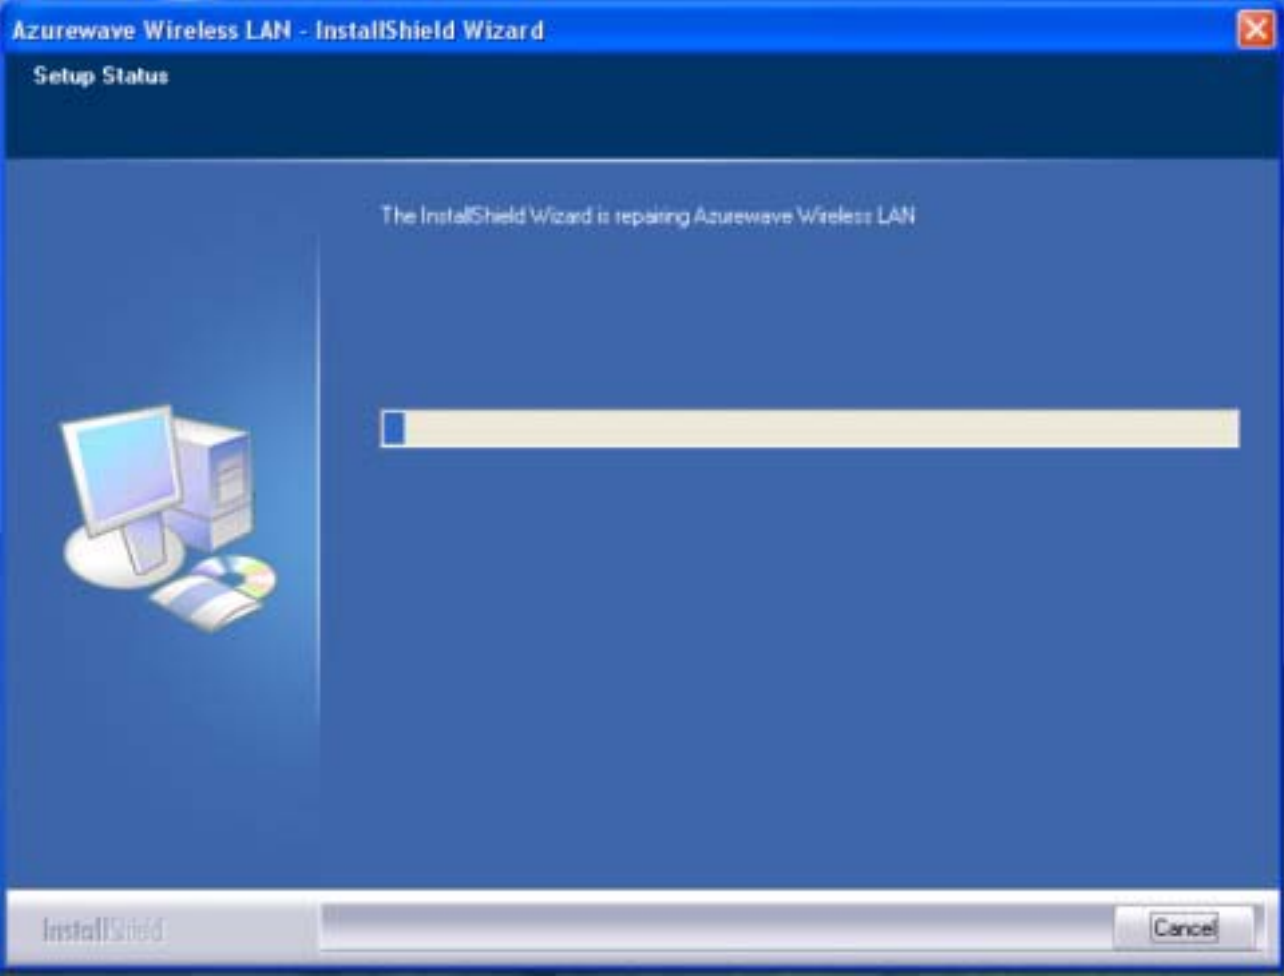 Azurewave Wireless LAN - InstallShield Wizard
Setup Status
The InstallShield Wizard is repairing Azurewave Wireless LAN
InstallShield
Cancel